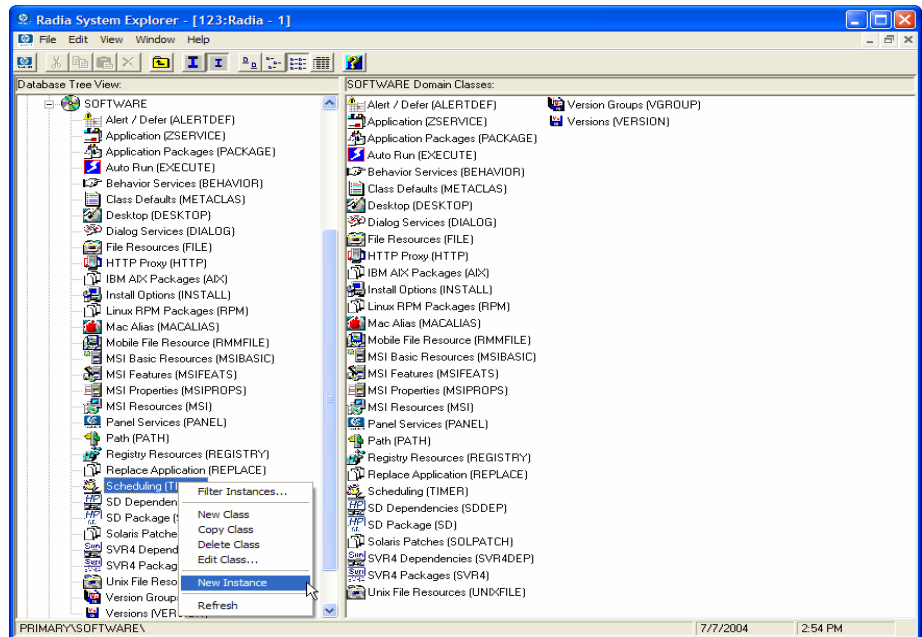 Radia System Explorer - [123:Radia - 1]
File Edit View Window Help
Database Tree View:
SOFTWARE
Alert / Defer (ALERTDEF)
Application (ZSERVICE)
Application Packages (PACKAGE)
Auto Run (EXECUTE)
Behavior Services (BEHAVIOR)
Class Defaults (METACLAS)
Desktop (DESKTOP)
Dialog Services (DIALOG)
File Resources (FILE)
HTTP Proxy (HTTP)
IBM AIX Packages (AIX)
Install Options (INSTALL)
Linux RPM Packages (RPM)
Mac Alias (MACALIAS)
Mobile File Resource (RMMFILE)
MSI Basic Resources (MSIBASIC)
MSI Features (MSIFEATS)
MSI Properties (MSIPROPS)
MSI Resources (MSI)
Panel Services (PANEL)
Path (PATH)
Registry Resources (REGISTRY)
Replace Application (REPLACE)
Scheduling (TI
SD Depender
SD Package (
Solaris Patche
SVR4 Depend
SVR4 Packag
Unix File Reso
Version Group
Versions (VER
Filter Instances...
New Class
Copy Class
Delete Class
Edit Class...
New Instance
Refresh
SOFTWARE Domain Classes:
Alert / Defer (ALERTDEF)
Application (ZSERVICE)
Application Packages (PACKAGE)
Auto Run (EXECUTE)
Behavior Services (BEHAVIOR)
Class Defaults (METACLAS)
Desktop (DESKTOP)
Dialog Services (DIALOG)
File Resources (FILE)
HTTP Proxy (HTTP)
IBM AIX Packages (AIX)
Install Options (INSTALL)
Linux RPM Packages (RPM)
Mac Alias (MACALIAS)
Mobile File Resource (RMMFILE)
MSI Basic Resources (MSIBASIC)
MSI Features (MSIFEATS)
MSI Properties (MSIPROPS)
MSI Resources (MSI)
Panel Services (PANEL)
Path (PATH)
Registry Resources (REGISTRY)
Replace Application (REPLACE)
Scheduling (TIMER)
SD Dependencies (SDDEP)
SD Package (SD)
Solaris Patches (SOLPATCH)
SVR4 Dependencies (SVR4DEP)
SVR4 Packages (SVR4)
Unix File Resources (UNIXFILE)
Version Groups (VGROUP)
Versions (VERSION)
PRIMARY\SOFTWARE\ 7/7/2004 2:54 PM